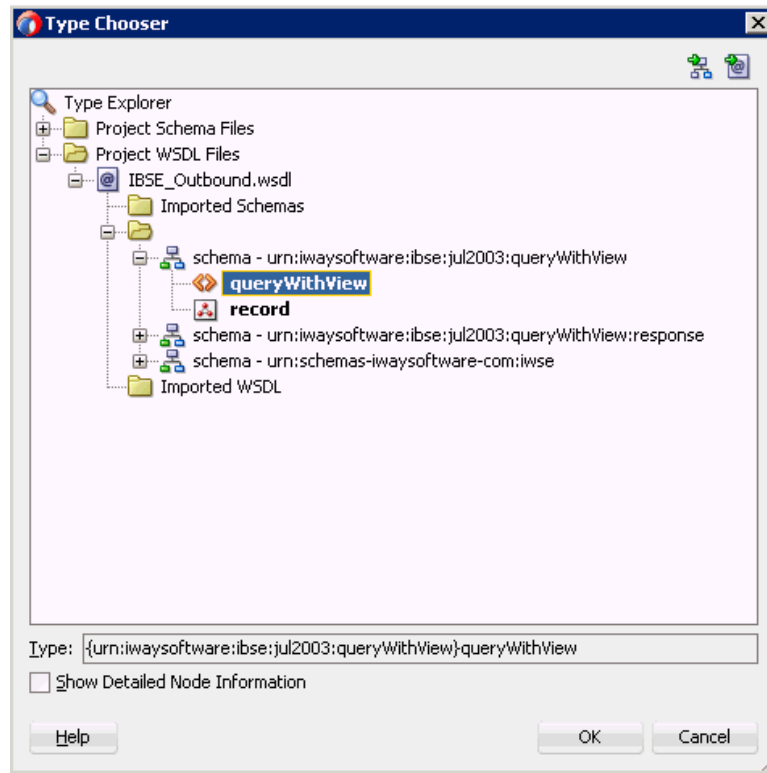 Type Chooser
Type Explorer
Project Schema Files
Project WSDL Files
IBSE_Outbound.wsdl
Imported Schemas
schema - urn:iwaysoftware:ibse:jul2003:queryWithView
queryWithView
record
schema - urn:iwaysoftware:ibse:jul2003:queryWithView:response
schema - urn:schemas-iwaysoftware-com:iwse
Imported WSDL
Type: {urn:iwaysoftware:ibse:jul2003:queryWithView}queryWithView
Show Detailed Node Information
Help OK Cancel